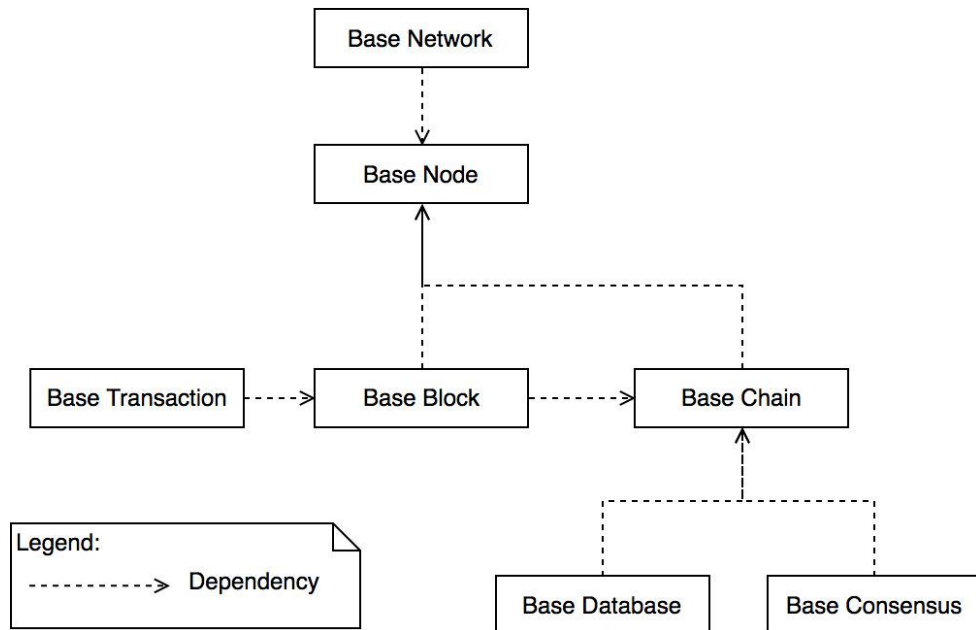 Base Network
Base Node
Base Transaction
Base Block
Base Chain
Legend:
Dependency
Base Database
Base Consensus